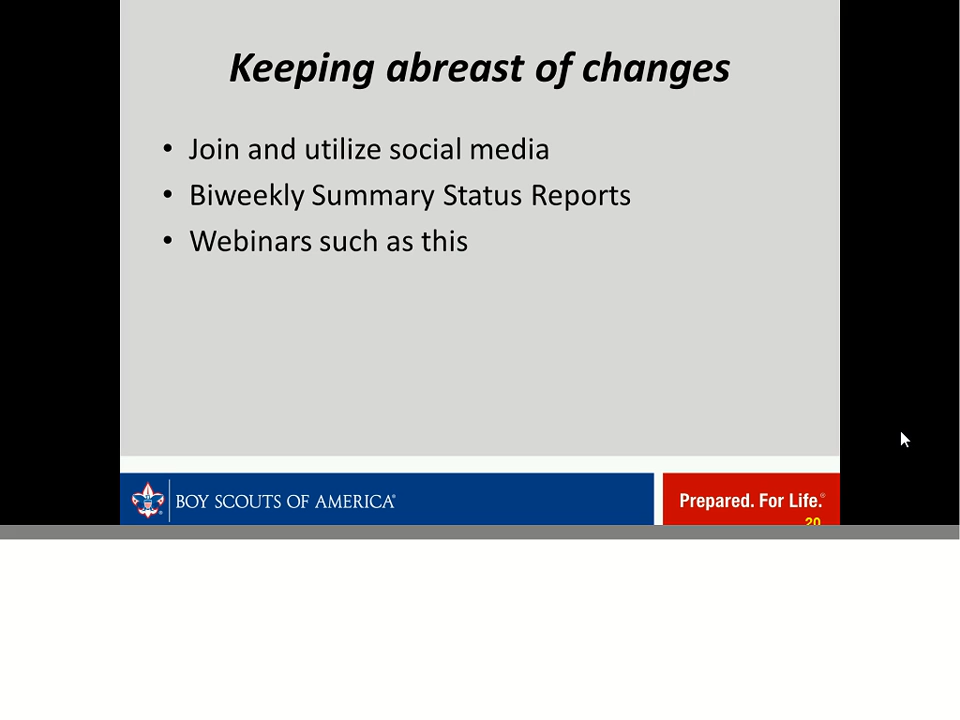 Keeping abreast of changes
• Join and utilize social media
• Biweekly Summary Status Reports
• Webinars such as this
BOY SCOUTS OF AMERICA®
Prepared. For Life.®
20